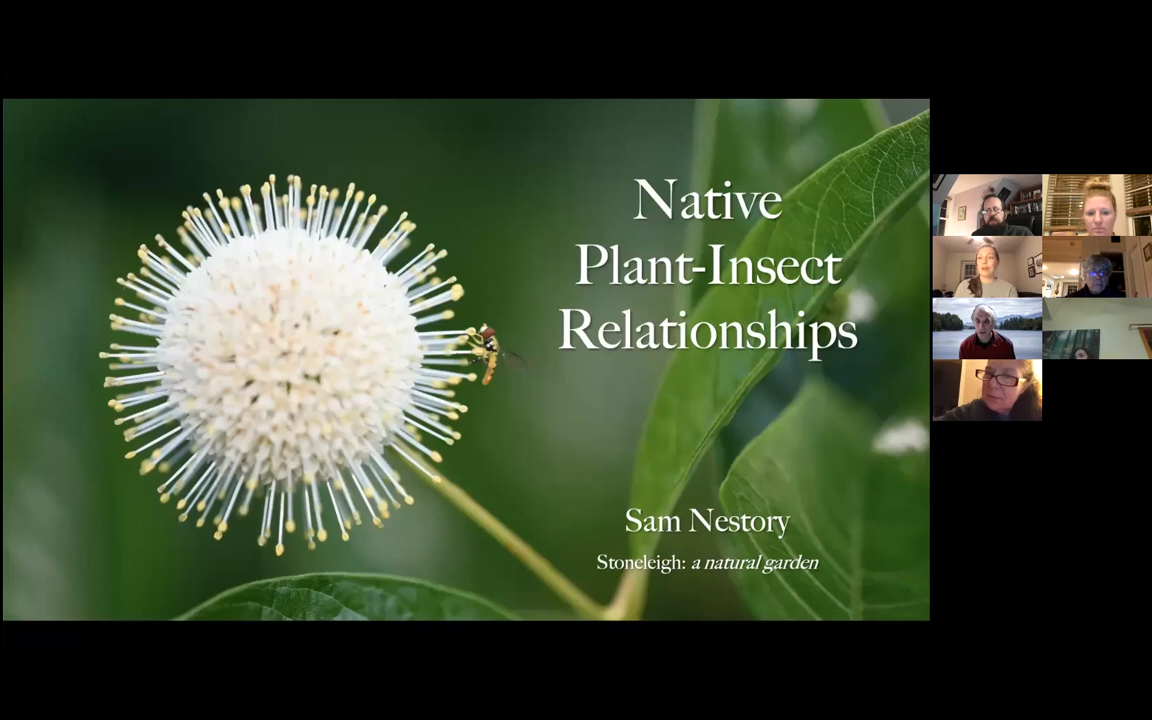 Native
Plant-Insect
Relationships
Sam Nestory
Stoneleigh: a natural garden